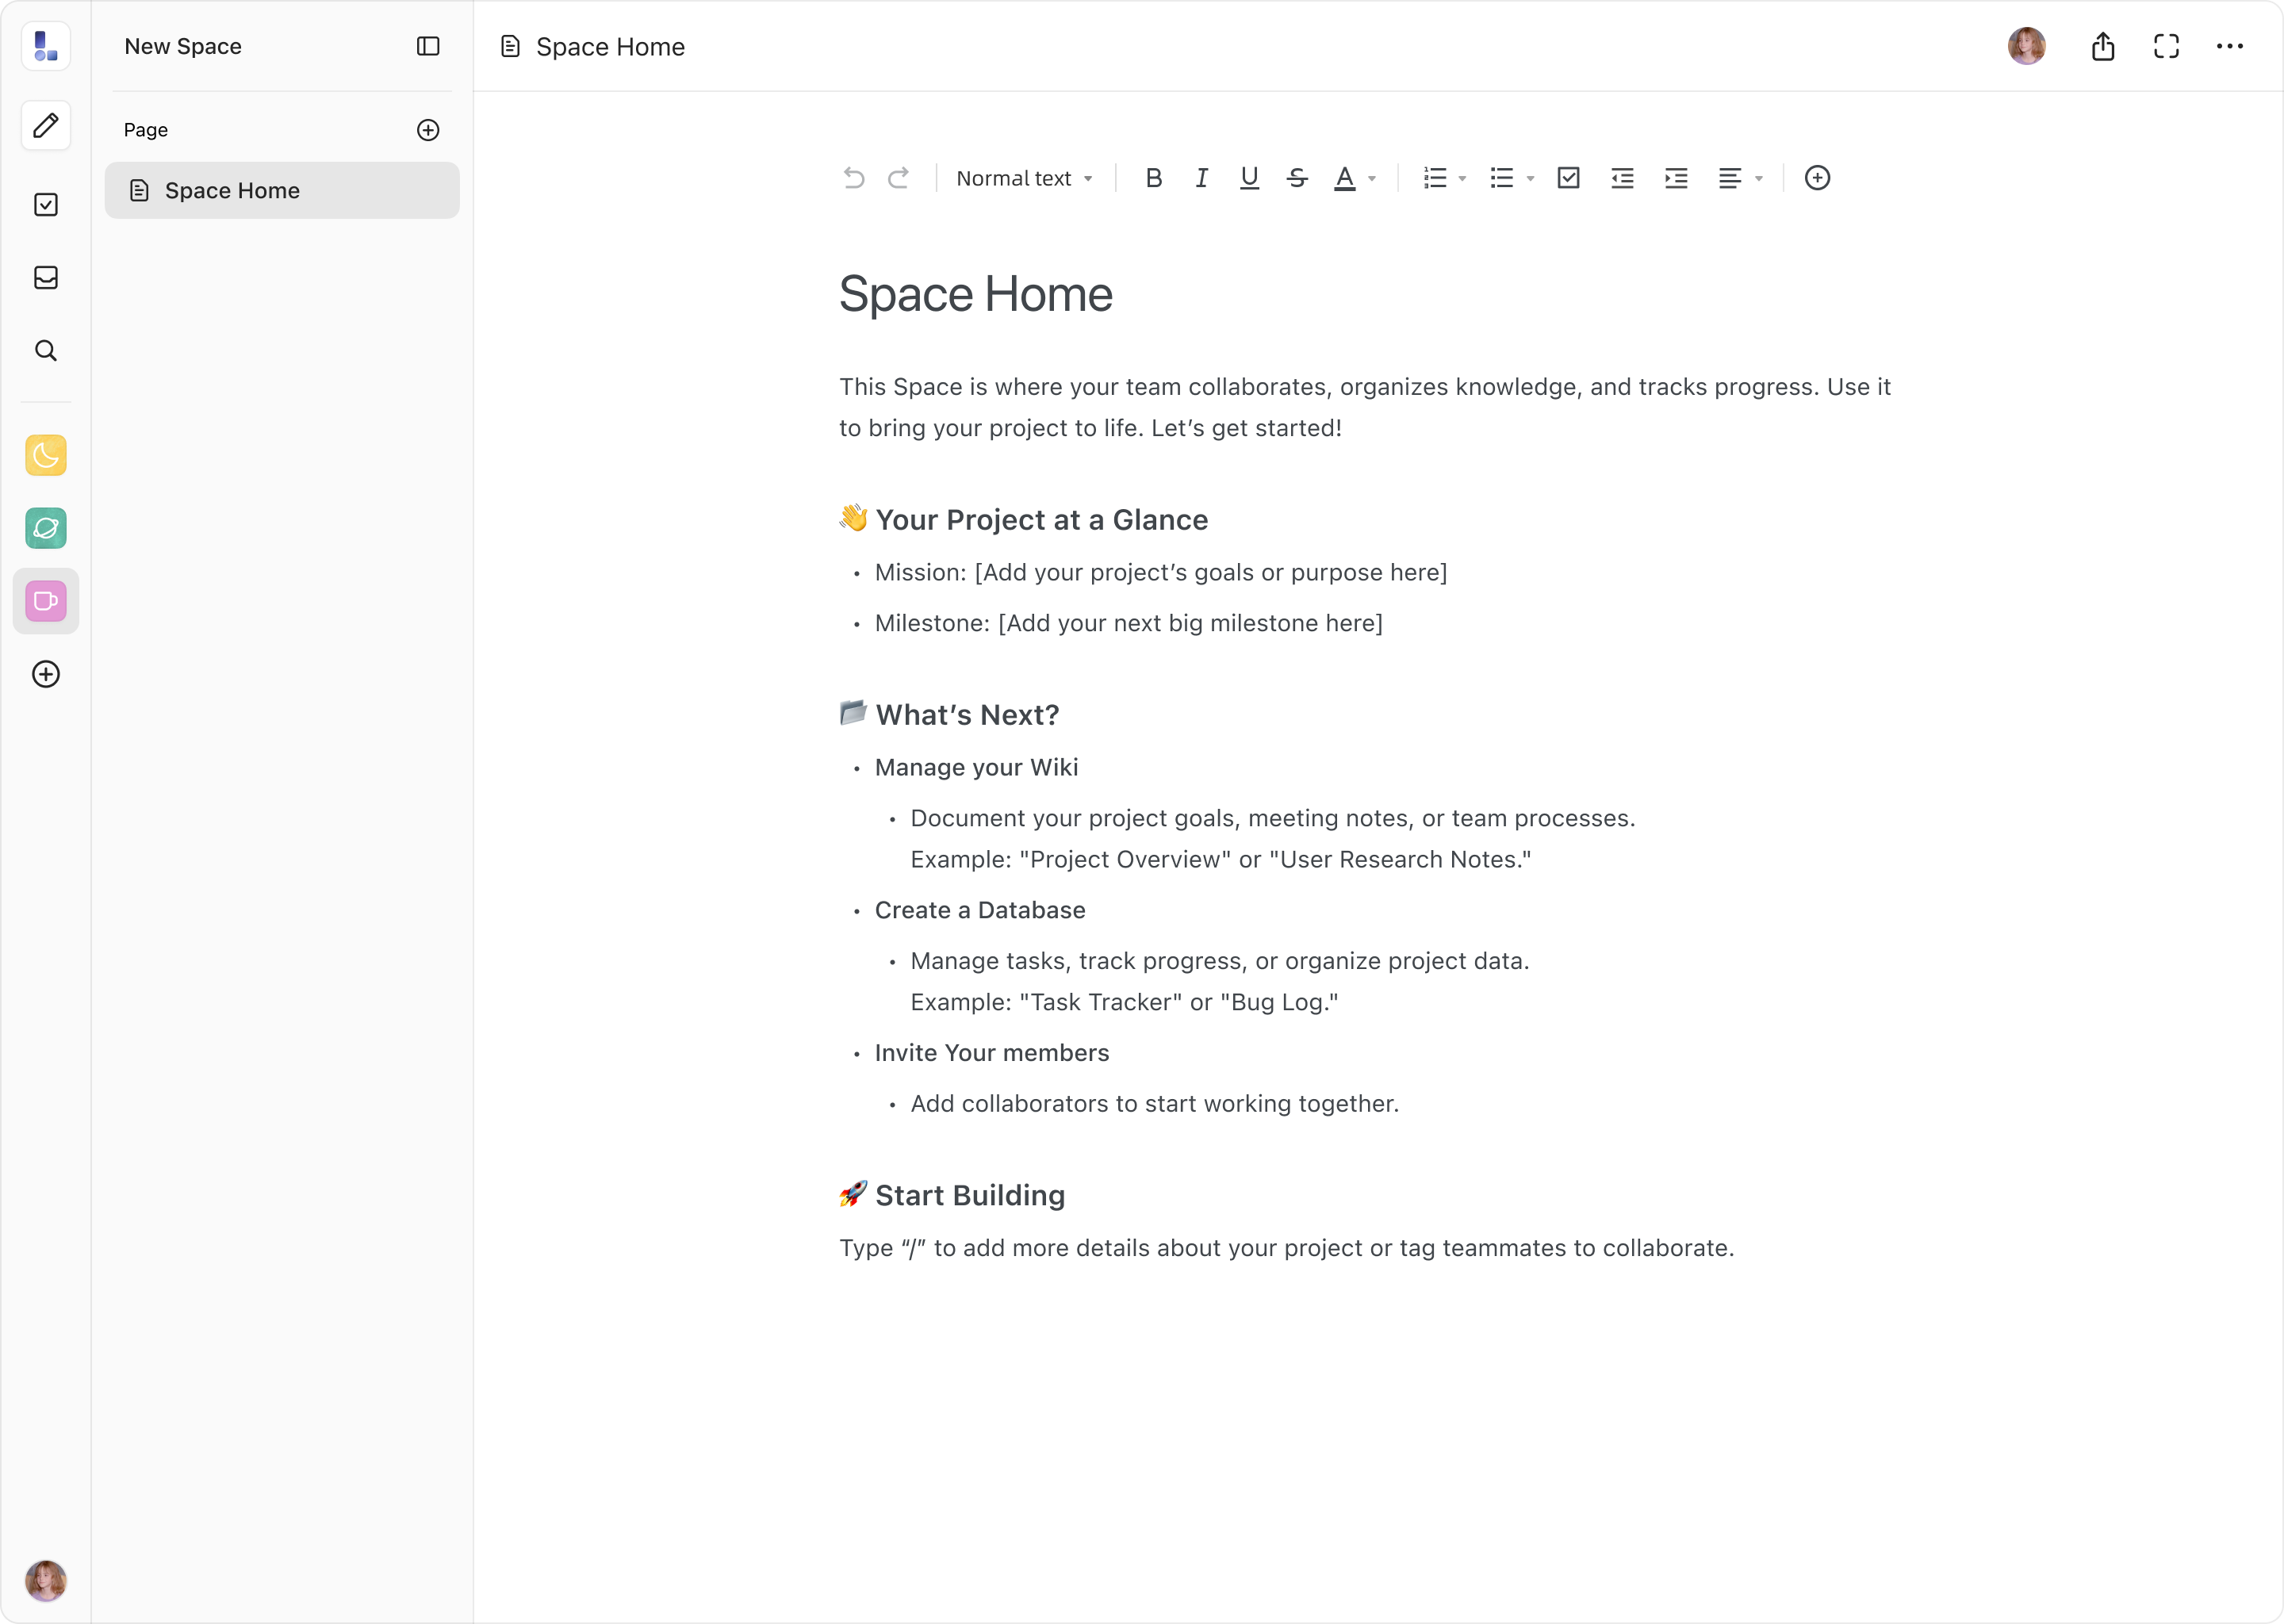 New Space
Space Home
Page
Space Home
Normal text
B I U S A
Space Home
This Space is where your team collaborates, organizes knowledge, and tracks progress. Use it
to bring your project to life. Let’s get started!
👋 Your Project at a Glance
• Mission: [Add your project’s goals or purpose here]
• Milestone: [Add your next big milestone here]
📂 What’s Next?
• Manage your Wiki
• Document your project goals, meeting notes, or team processes.
Example: "Project Overview" or "User Research Notes."
• Create a Database
• Manage tasks, track progress, or organize project data.
Example: "Task Tracker" or "Bug Log."
• Invite Your members
• Add collaborators to start working together.
🚀 Start Building
Type “/” to add more details about your project or tag teammates to collaborate.